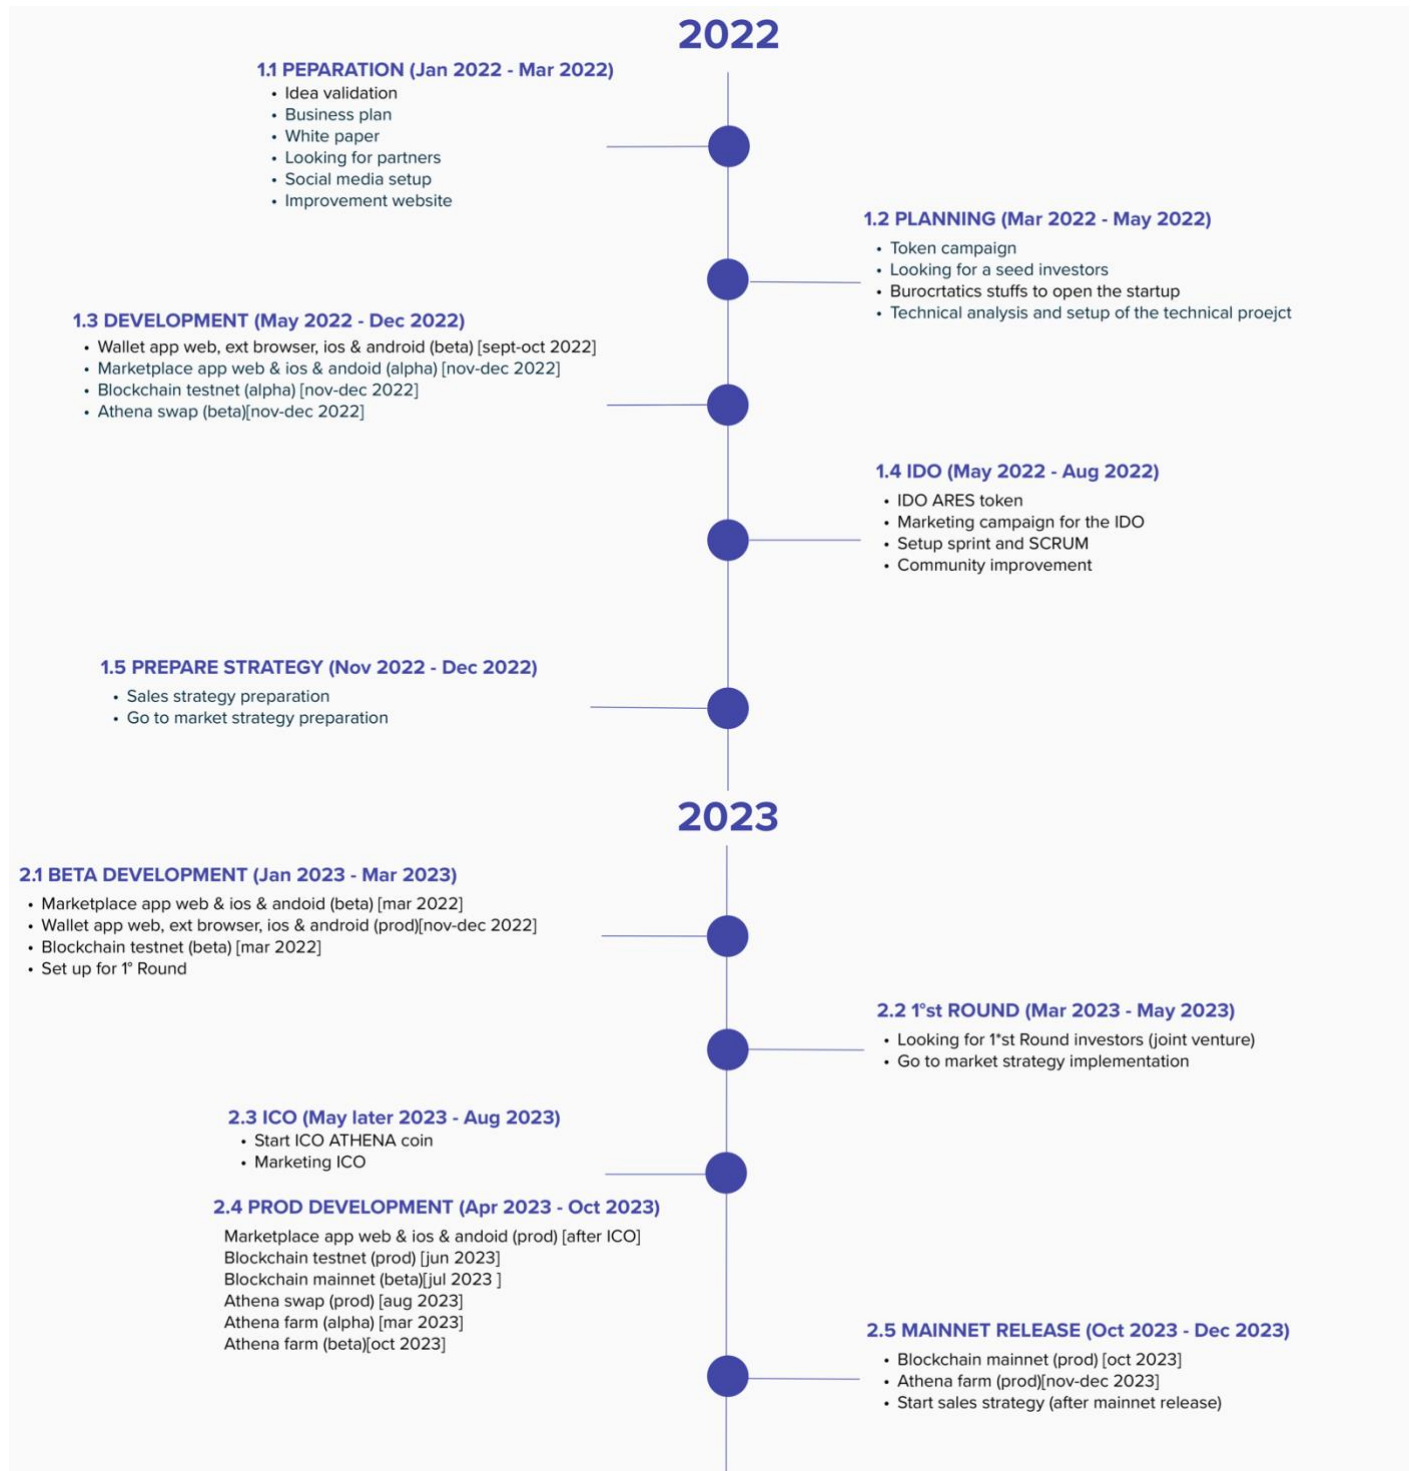 2022
1.1 PEPARATION (Jan 2022 - Mar 2022)
• Idea validation
• Business plan
• White paper
• Looking for partners
• Social media setup
• Improvement website
1.2 PLANNING (Mar 2022 - May 2022)
• Token campaign
• Looking for a seed investors
• Burocrtatics stuffs to open the startup
• Technical analysis and setup of the technical proejct
1.3 DEVELOPMENT (May 2022 - Dec 2022)
• Wallet app web, ext browser, ios & android (beta) [sept-oct 2022]
• Marketplace app web & ios & andoid (alpha) [nov-dec 2022]
• Blockchain testnet (alpha) [nov-dec 2022]
• Athena swap (beta)[nov-dec 2022]
1.4 IDO (May 2022 - Aug 2022)
• IDO ARES token
• Marketing campaign for the IDO
• Setup sprint and SCRUM
• Community improvement
1.5 PREPARE STRATEGY (Nov 2022 - Dec 2022)
• Sales strategy preparation
• Go to market strategy preparation
2023
2.1 BETA DEVELOPMENT (Jan 2023 - Mar 2023)
• Marketplace app web & ios & andoid (beta) [mar 2022]
• Wallet app web, ext browser, ios & android (prod)[nov-dec 2022]
• Blockchain testnet (beta) [mar 2022]
• Set up for 1° Round
2.2 1°st ROUND (Mar 2023 - May 2023)
• Looking for 1*st Round investors (joint venture)
• Go to market strategy implementation
2.3 ICO (May later 2023 - Aug 2023)
• Start ICO ATHENA coin
• Marketing ICO
2.4 PROD DEVELOPMENT (Apr 2023 - Oct 2023)
Marketplace app web & ios & andoid (prod) [after ICO]
Blockchain testnet (prod) [jun 2023]
Blockchain mainnet (beta)[jul 2023 ]
Athena swap (prod) [aug 2023]
Athena farm (alpha) [mar 2023]
Athena farm (beta)[oct 2023]
2.5 MAINNET RELEASE (Oct 2023 - Dec 2023)
• Blockchain mainnet (prod) [oct 2023]
• Athena farm (prod)[nov-dec 2023]
• Start sales strategy (after mainnet release)